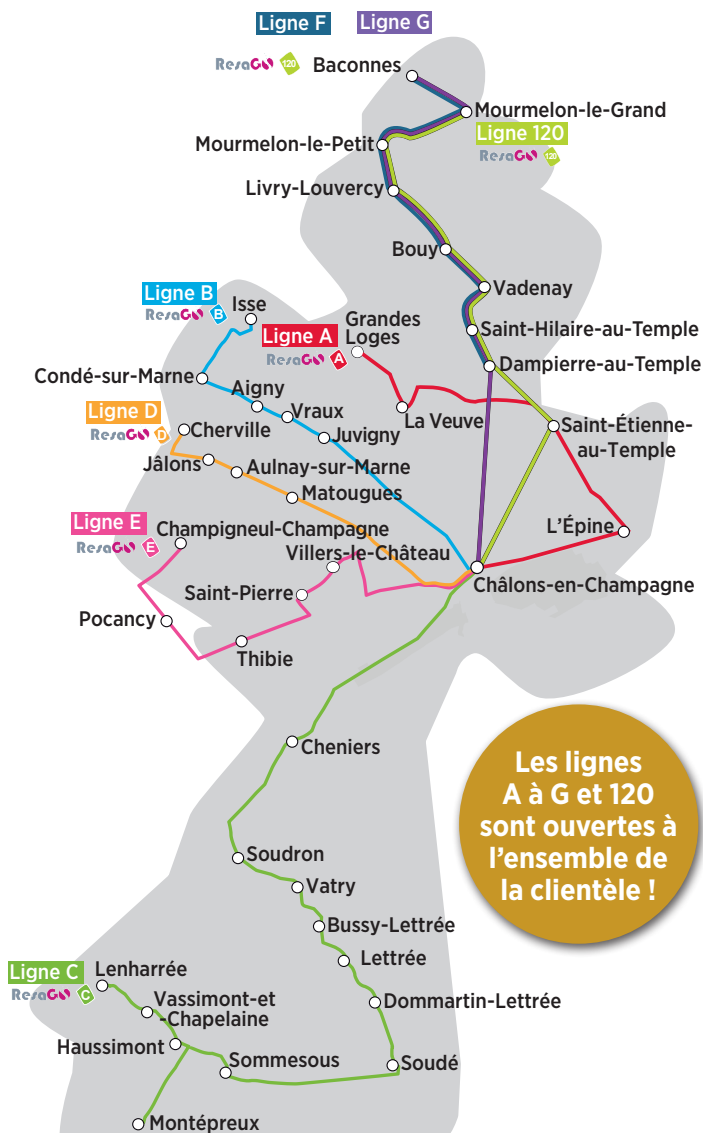 Ligne F
Ligne G
ResaGO 120
Baconnes
Mourmelon-le-Grand
Ligne 120
ResaGO 120
Mourmelon-le-Petit
Livry-Louvercy
Bouy
Vadenay
Ligne B
ResaGO B
Isse
Ligne A
ResaGO A
Grandes
Loges
Saint-Hilaire-au-Temple
Dampierre-au-Temple
Condé-sur-Marne
Aigny
Vraux
Juvigny
La Veuve
Saint-Étienne-
au-Temple
Ligne D
ResaGO D
Cherville
Jâlons
Aulnay-sur-Marne
Matougues
Ligne E
ResaGO E
Champigneul-Champagne
Villers-le-Château
L'Épine
Saint-Pierre
Châlons-en-Champagne
Pocancy
Thibie
Cheniers
Les lignes
A à G et 120
sont ouvertes à
l'ensemble de
la clientèle !
Soudron
Vatry
Bussy-Lettrée
Lettrée
Ligne C
ResaGO C
Lenharrée
Vassimont-et
-Chapelaine
Dommartin-Lettrée
Haussimont
Sommesous
Soudé
Montépreux